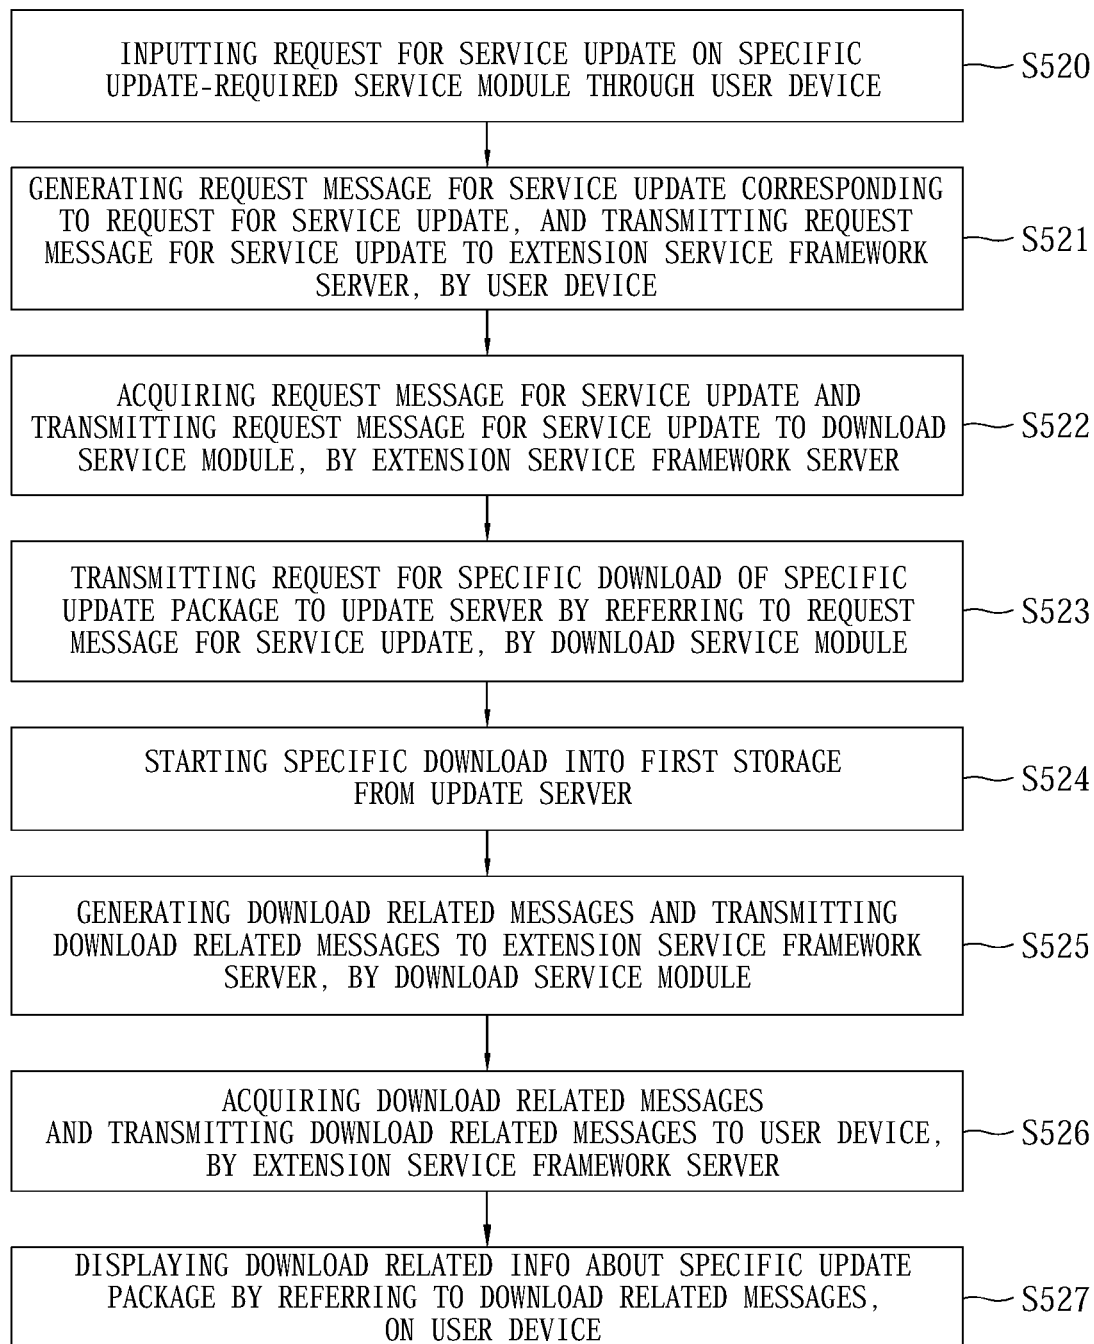 INPUTTING REQUEST FOR SERVICE UPDATE ON SPECIFIC
UPDATE-REQUIRED SERVICE MODULE THROUGH USER DEVICE
S520
GENERATING REQUEST MESSAGE FOR SERVICE UPDATE CORRESPONDING
TO REQUEST FOR SERVICE UPDATE, AND TRANSMITTING REQUEST
MESSAGE FOR SERVICE UPDATE TO EXTENSION SERVICE FRAMEWORK
SERVER, BY USER DEVICE
S521
ACQUIRING REQUEST MESSAGE FOR SERVICE UPDATE AND
TRANSMITTING REQUEST MESSAGE FOR SERVICE UPDATE TO DOWNLOAD
SERVICE MODULE, BY EXTENSION SERVICE FRAMEWORK SERVER
S522
TRANSMITTING REQUEST FOR SPECIFIC DOWNLOAD OF SPECIFIC
UPDATE PACKAGE TO UPDATE SERVER BY REFERRING TO REQUEST
MESSAGE FOR SERVICE UPDATE, BY DOWNLOAD SERVICE MODULE
S523
STARTING SPECIFIC DOWNLOAD INTO FIRST STORAGE
FROM UPDATE SERVER
S524
GENERATING DOWNLOAD RELATED MESSAGES AND TRANSMITTING
DOWNLOAD RELATED MESSAGES TO EXTENSION SERVICE FRAMEWORK
SERVER, BY DOWNLOAD SERVICE MODULE
S525
ACQUIRING DOWNLOAD RELATED MESSAGES
AND TRANSMITTING DOWNLOAD RELATED MESSAGES TO USER DEVICE,
BY EXTENSION SERVICE FRAMEWORK SERVER
S526
DISPLAYING DOWNLOAD RELATED INFO ABOUT SPECIFIC UPDATE
PACKAGE BY REFERRING TO DOWNLOAD RELATED MESSAGES,
ON USER DEVICE
S527